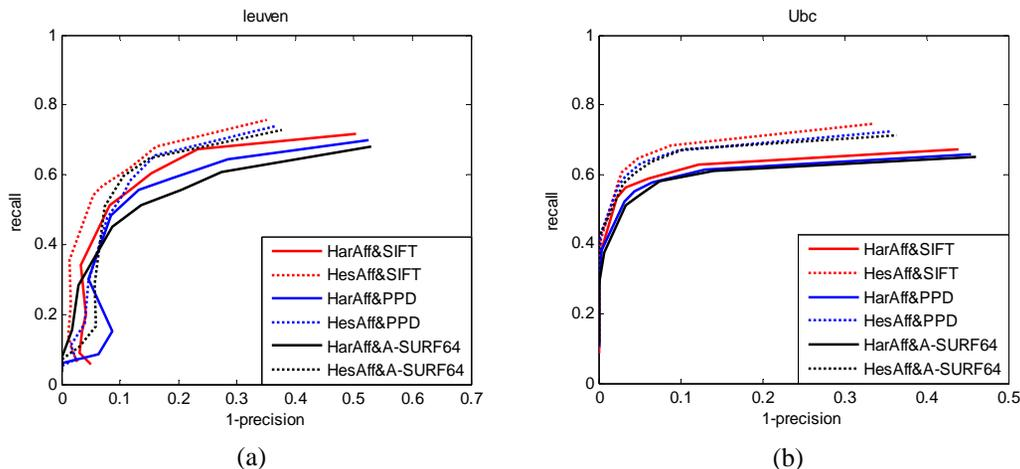 leuven
1
0.8
0.6
0.4
0.2
0
recall
HarAff&SIFT
HesAff&SIFT
HarAff&PPD
HesAff&PPD
HarAff&A-SURF64
HesAff&A-SURF64
0 0.1 0.2 0.3 0.4 0.5 0.6 0.7
1-precision
(a)
Ubc
1
0.8
0.6
0.4
0.2
0
recall
HarAff&SIFT
HesAff&SIFT
HarAff&PPD
HesAff&PPD
HarAff&A-SURF64
HesAff&A-SURF64
0 0.1 0.2 0.3 0.4 0.5
1-precision
(b)